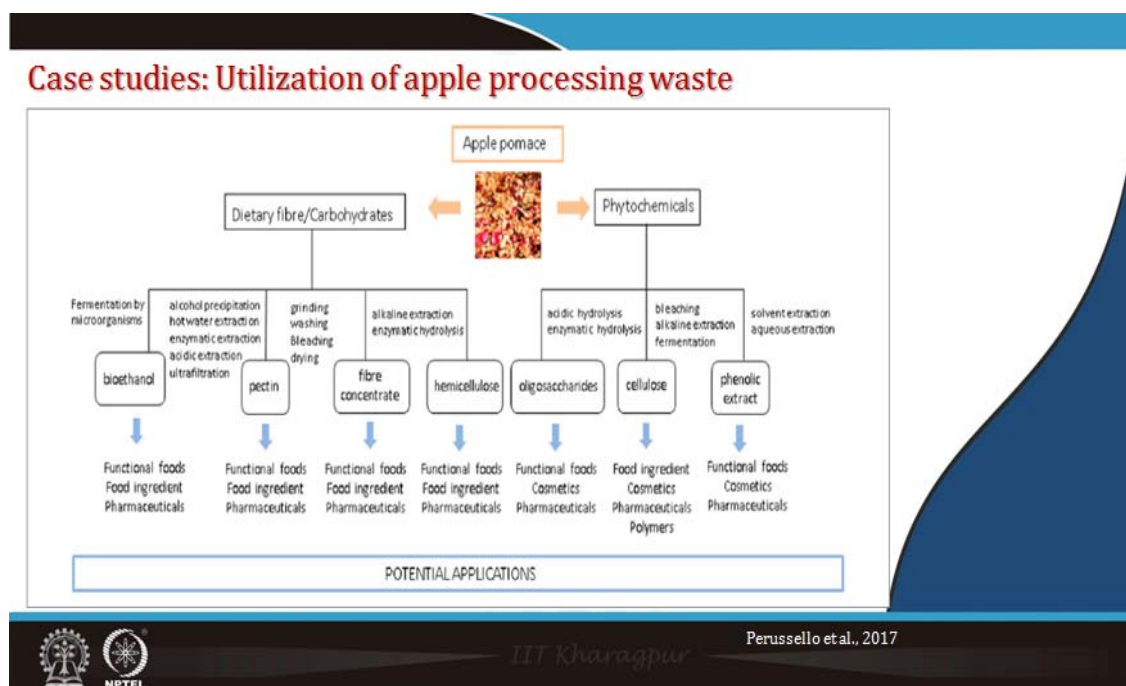 Case studies: Utilization of apple processing waste
Apple pomace
Dietary fibre/Carbohydrates
Phytochemicals
Fermentation by
microorganisms
alcohol precipitation
hot water extraction
enzymatic extraction
acidic extraction
ultrafiltration
grinding
washing
Bleaching
drying
alkaline extraction
enzymatic hydrolysis
acidic hydrolysis
enzymatic hydrolysis
bleaching
alkaline extraction
fermentation
solvent extraction
aqueous extraction
bioethanol
pectin
fibre
concentrate
hemicellulose
oligosaccharides
cellulose
phenolic
extract
Functional foods
Food ingredient
Pharmaceuticals
Functional foods
Food ingredient
Pharmaceuticals
Functional foods
Food ingredient
Pharmaceuticals
Functional foods
Food ingredient
Pharmaceuticals
Functional foods
Cosmetics
Pharmaceuticals
Food ingredient
Cosmetics
Pharmaceuticals
Polymers
Functional foods
Cosmetics
Pharmaceuticals
POTENTIAL APPLICATIONS
Perussello et al., 2017
IIT Kharagpur
®
NPTEL